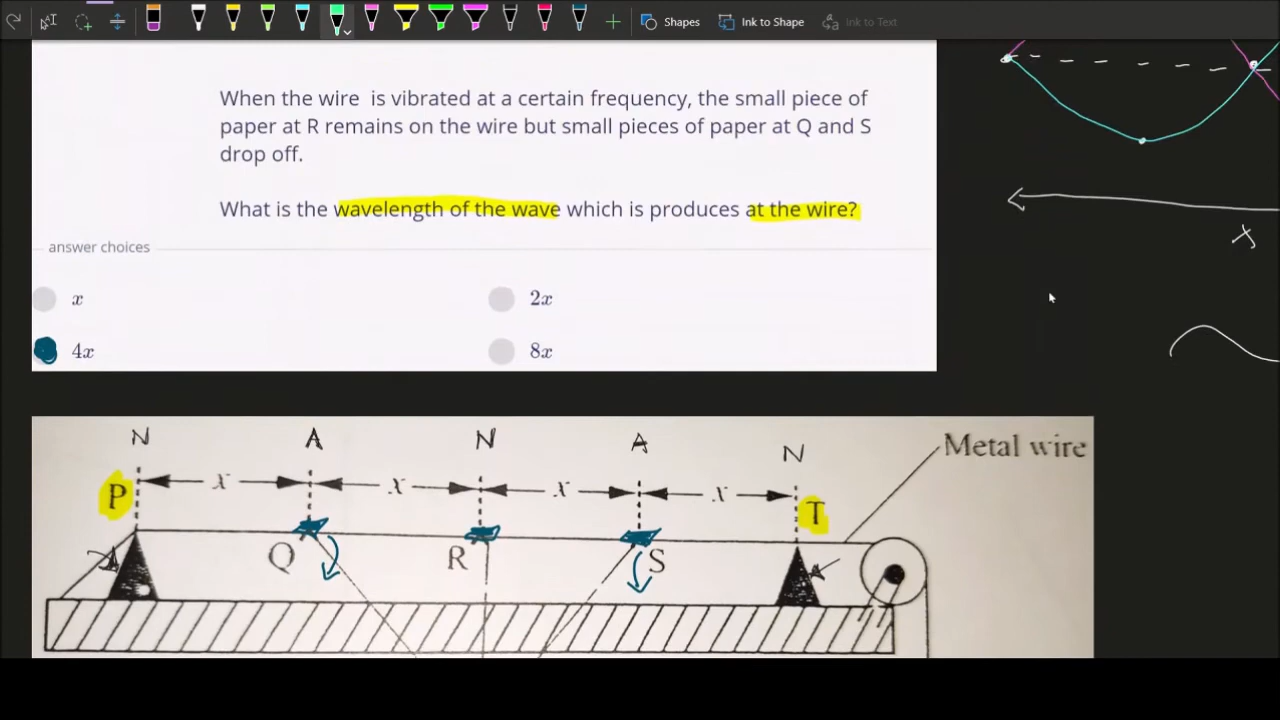 Shapes Ink to Shape Ink to Text
When the wire is vibrated at a certain frequency, the small piece of
paper at R remains on the wire but small pieces of paper at Q and S
drop off.
What is the wavelength of the wave which is produces at the wire?
answer choices
x 2x
4x 8x
x
N A N A N
Metal wire
P x x x x T
Q R S